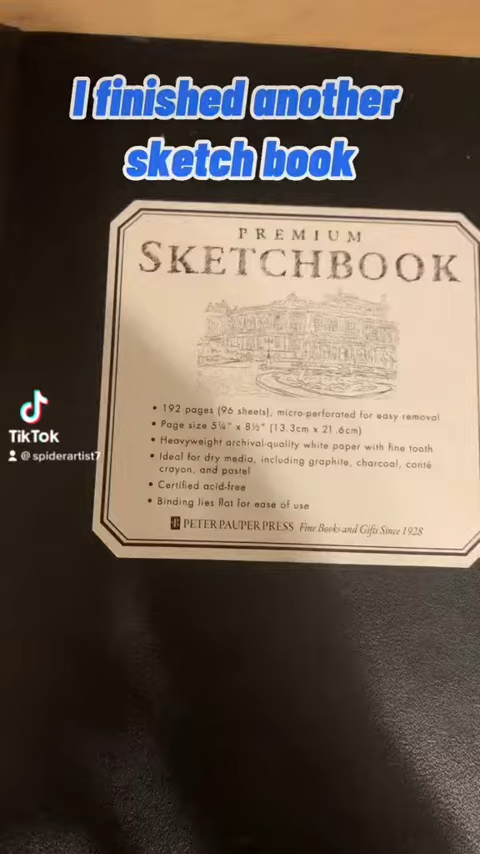 I finished another
sketch book
PREMIUM
SKETCHBOOK
• 192 pages (96 sheets), micro-perforated for easy removal
• Page size 5¼" x 8½" (13.3cm x 21.6cm)
• Heavyweight archival-quality white paper with fine tooth
• Ideal for dry media, including graphite, charcoal, conté
crayon, and pastel
• Certified acid-free
• Binding lies flat for ease of use
PETER PAUPER PRESS Fine Books and Gifts Since 1928
TikTok
@spiderartist7